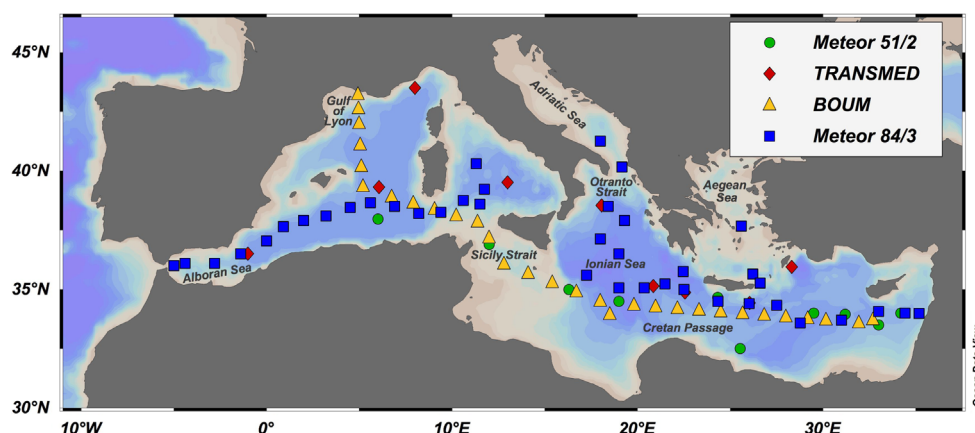 45°N
40°N
35°N
30°N
10°W
0°
10°E
20°E
30°E
Meteor 51/2
TRANSMED
BOUM
Meteor 84/3
Gulf
of
Lyon
Adriatic Sea
Otranto
Strait
Aegean
Sea
Alboran Sea
Sicily Strait
Ionian Sea
Cretan Passage